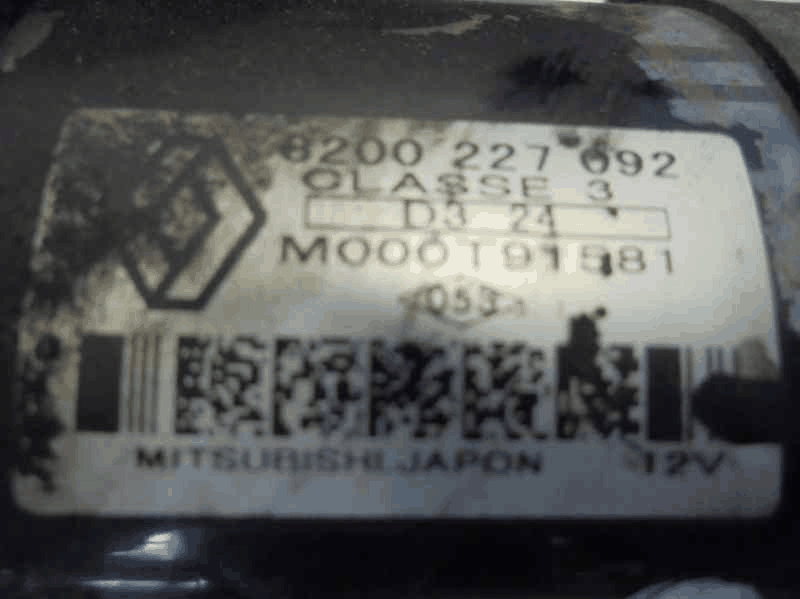 8200 227 092
CLASSE 3
D3 24
M000T91581
053
MITSUBISHI JAPON 12V